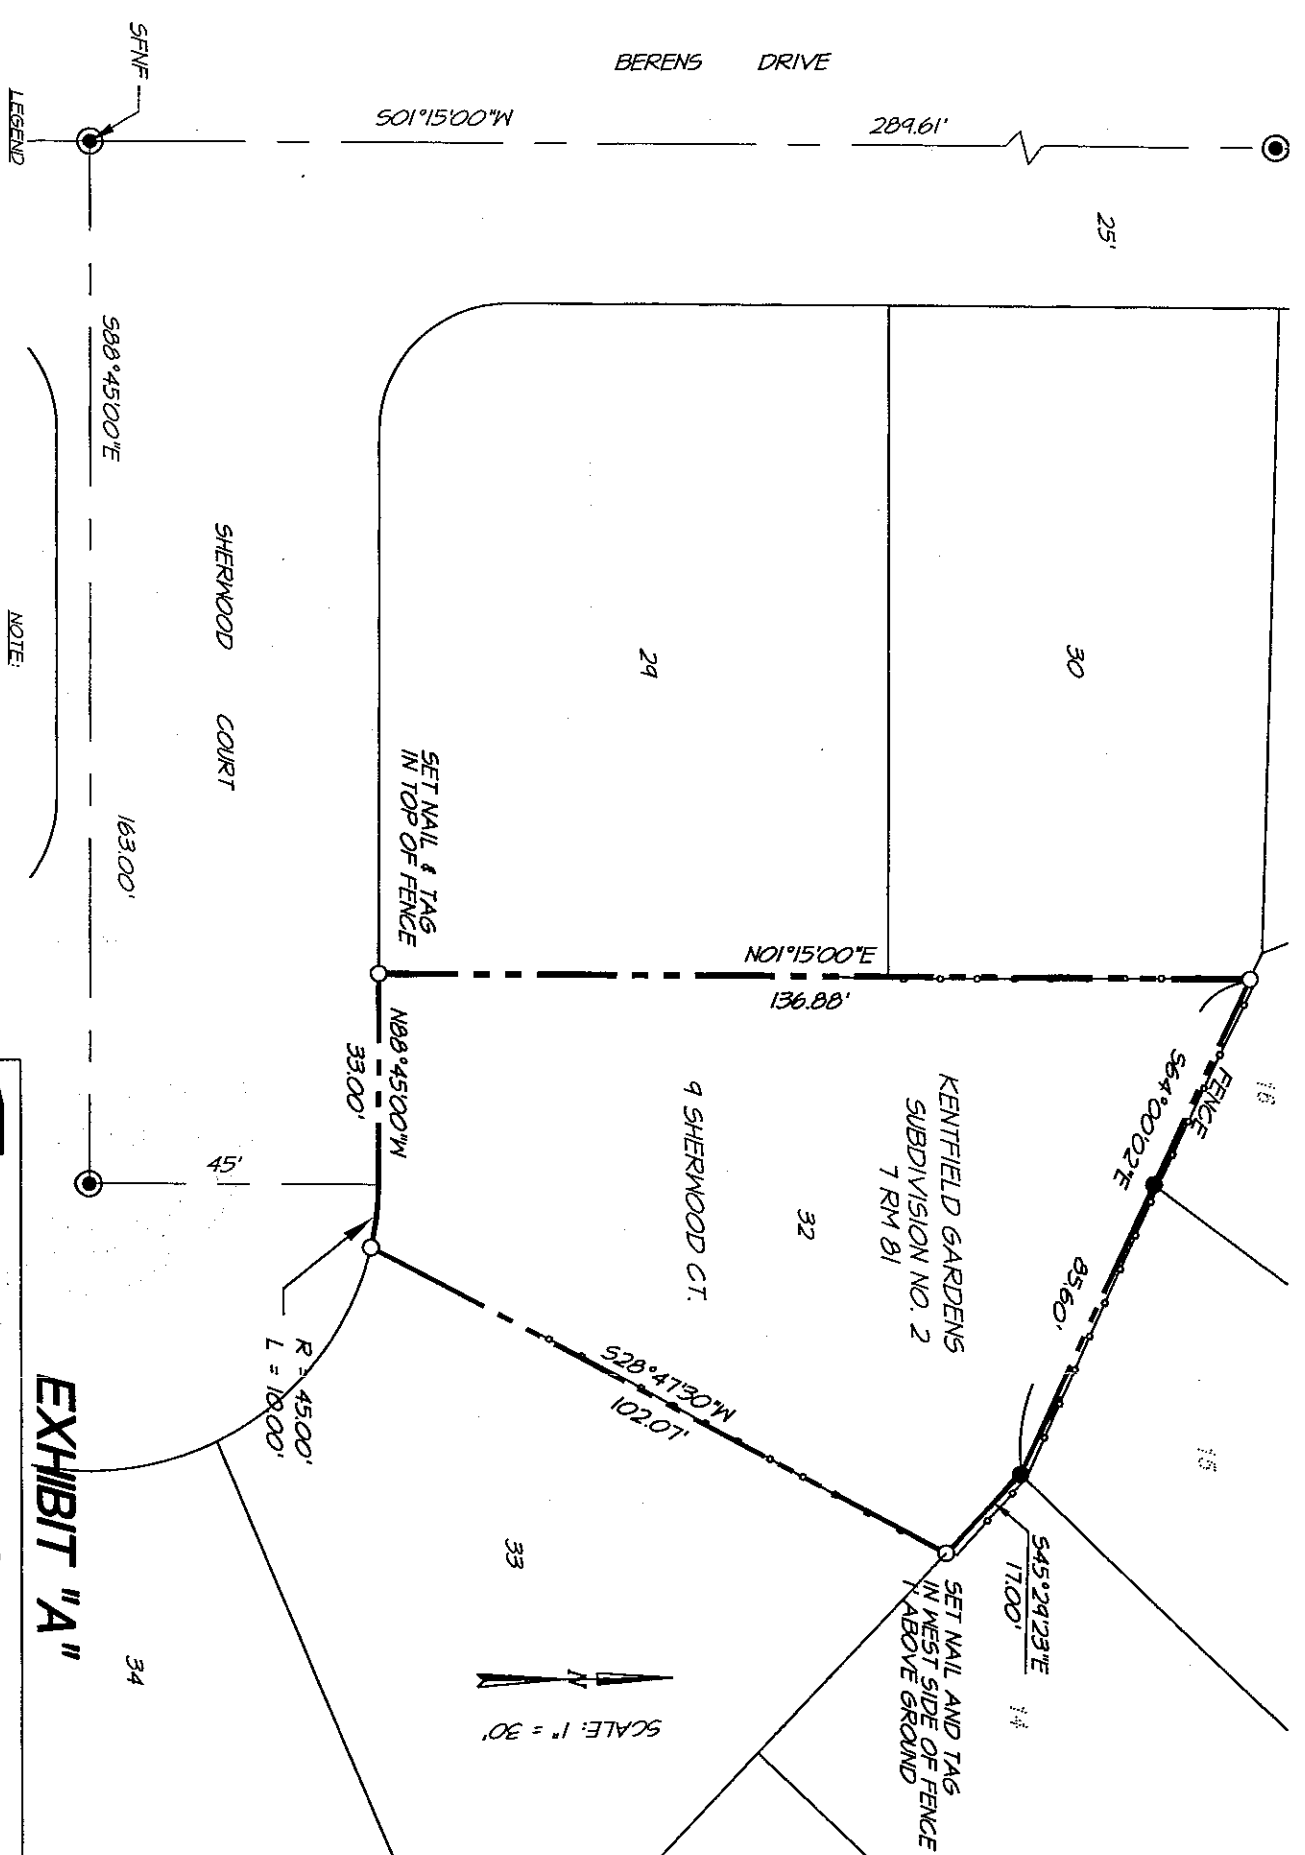 BERENS DRIVE
S01°15'00"W
289.61'
SFNF
LEGEND
25'
S88°45'00"E
163.00'
SHERWOOD COURT
NOTE:
29
30
SET NAIL & TAG
IN TOP OF FENCE
N01°15'00"E
136.88'
N88°45'00"W
33.00'
45'
R = 45.00'
L = 10.00'
KENTFIELD GARDENS
SUBDIVISION NO. 2
7 RM 81
32
9 SHERWOOD CT.
FENCE
S64°00'02"E
85.60'
16
15
14
S28°47'30"W
102.07'
S45°29'23"E
17.00'
SET NAIL AND TAG
IN WEST SIDE OF FENCE
1' ABOVE GROUND
33
34
N
SCALE: 1" = 30'
EXHIBIT "A"